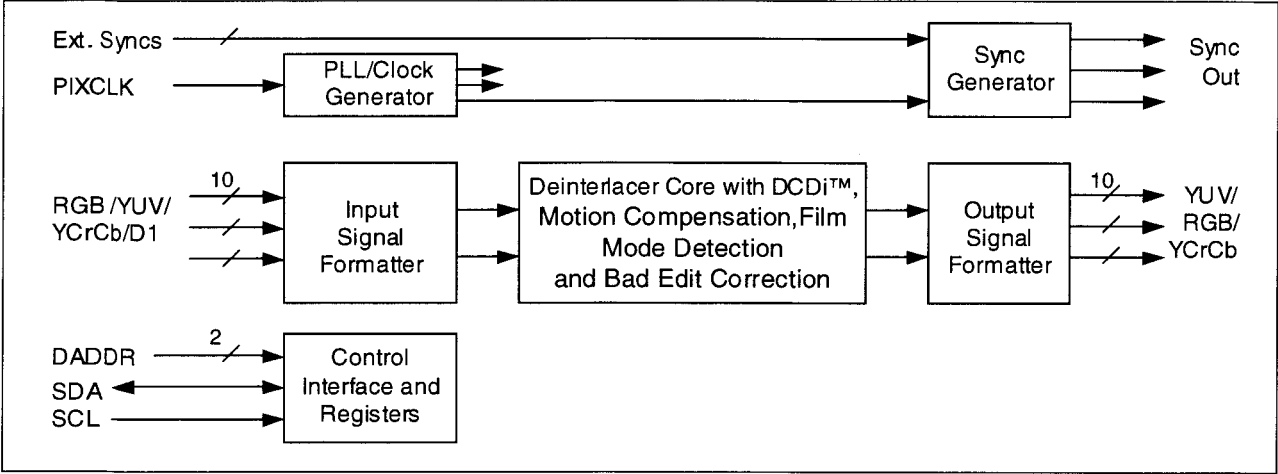 Ext. Syncs
PIXCLK
PLL/Clock
Generator
Sync
Generator
Sync
Out
RGB/YUV/
YCrCb/D1
10
Input
Signal
Formatter
Deinterlacer Core with DCDi™,
Motion Compensation,Film
Mode Detection
and Bad Edit Correction
Output
Signal
Formatter
10
YUV/
RGB/
YCrCb
DADDR
SDA
SCL
2
Control
Interface and
Registers